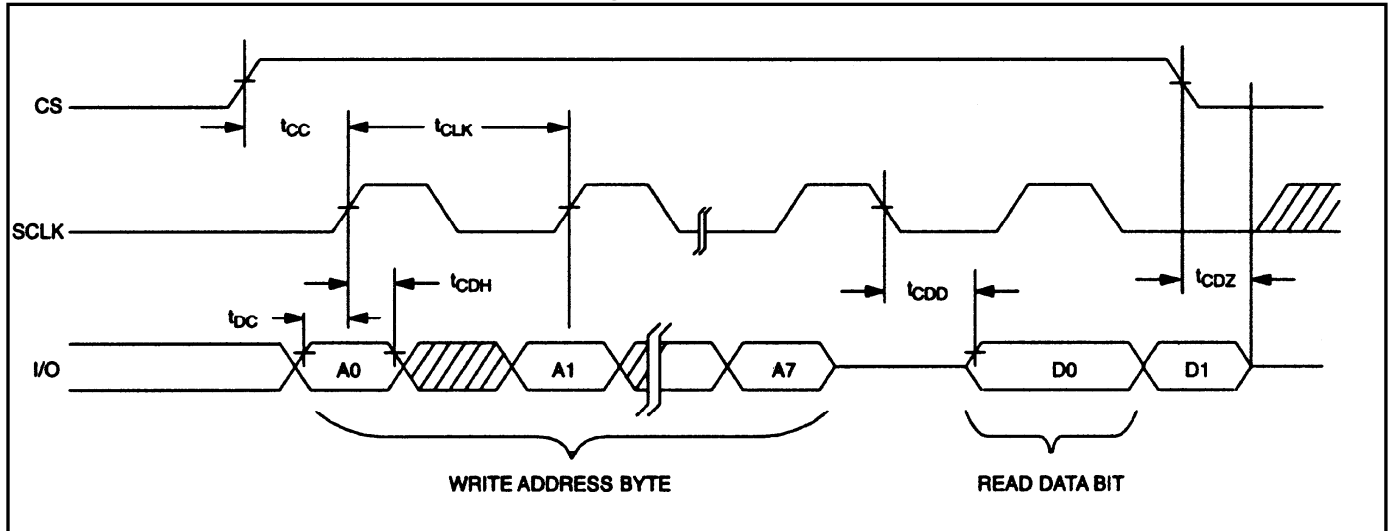 CS
tCC
tCLK
SCLK
tCDH
tCDD
tCDZ
tDC
I/O
A0
A1
A7
D0
D1
WRITE ADDRESS BYTE
READ DATA BIT